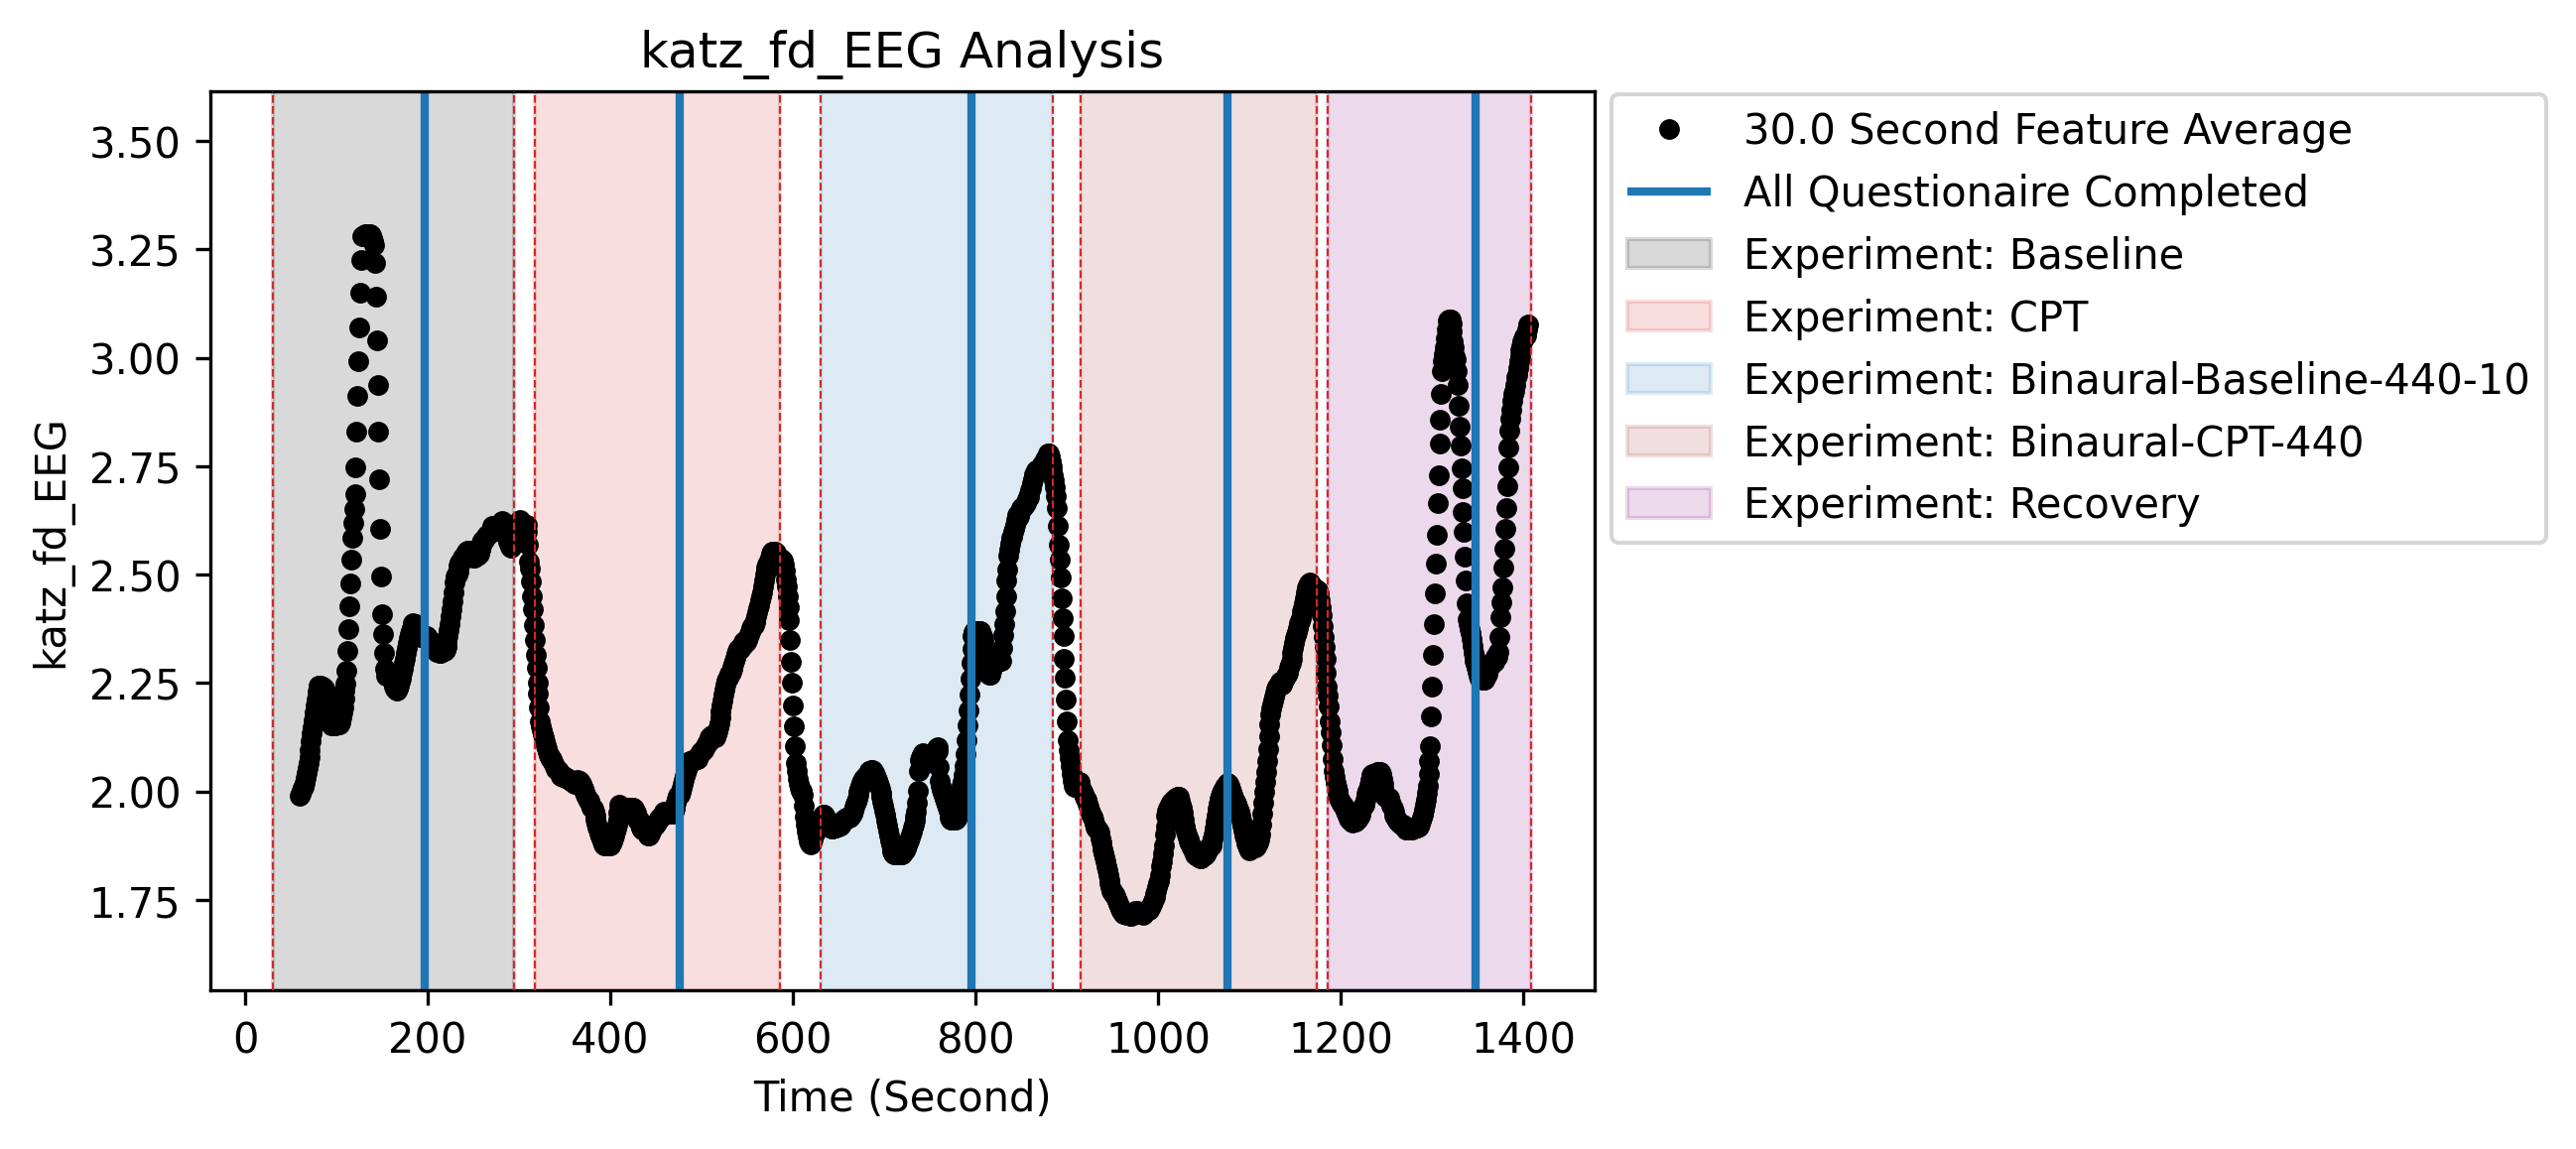 katz_fd_EEG Analysis
katz_fd_EEG
3.50
3.25
3.00
2.75
2.50
2.25
2.00
1.75
0 200 400 600 800 1000 1200 1400
Time (Second)
30.0 Second Feature Average
All Questionaire Completed
Experiment: Baseline
Experiment: CPT
Experiment: Binaural-Baseline-440-10
Experiment: Binaural-CPT-440
Experiment: Recovery